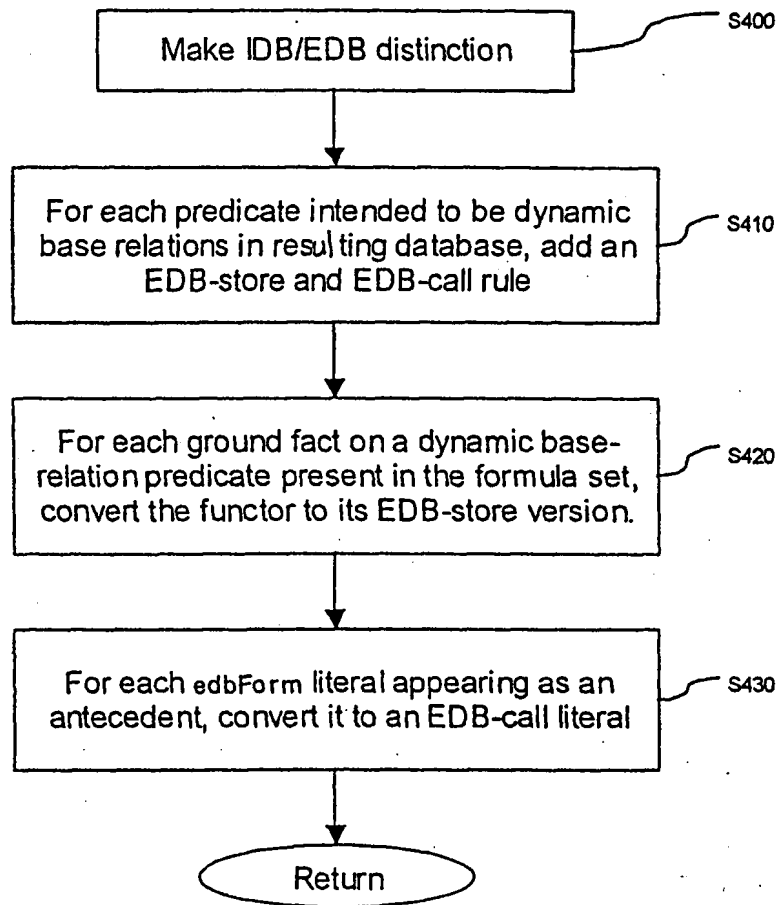 Make IDB/EDB distinction
S400
For each predicate intended to be dynamic
base relations in resulting database, add an
EDB-store and EDB-call rule
S410
For each ground fact on a dynamic base-
relation predicate present in the formula set,
convert the functor to its EDB-store version.
S420
For each edbForm literal appearing as an
antecedent, convert it to an EDB-call literal
S430
Return